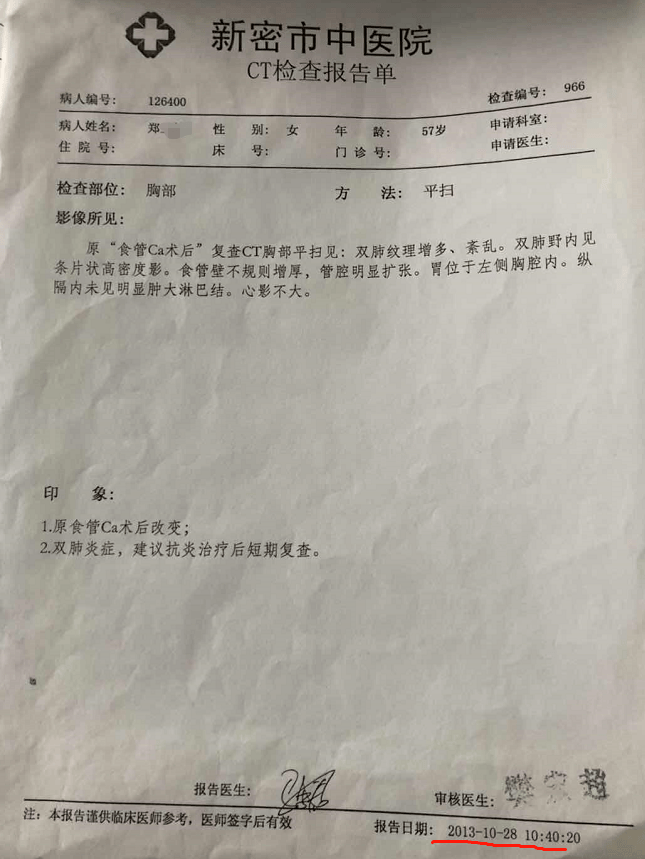 新密市中医院
CT检查报告单
病人编号: 126400 检查编号: 966
病人姓名: 郑 性 别: 女 年 龄: 57岁 申请科室:
住 院 号: 床 号: 门 诊 号: 申请医生:
检查部位: 胸部 方 法: 平扫
影像所见:
原“食管Ca术后”复查CT胸部平扫见: 双肺纹理增多、紊乱。双肺野内见
条片状高密度影。食管壁不规则增厚, 管腔明显扩张。胃位于左侧胸腔内。纵
隔内未见明显肿大淋巴结。心影不大。
印 象:
1.原食管Ca术后改变;
2.双肺炎症, 建议抗炎治疗后短期复查。
报告医生: 审核医生:
注: 本报告谨供临床医师参考, 医师签字后有效 报告日期: 2013-10-28 10:40:20